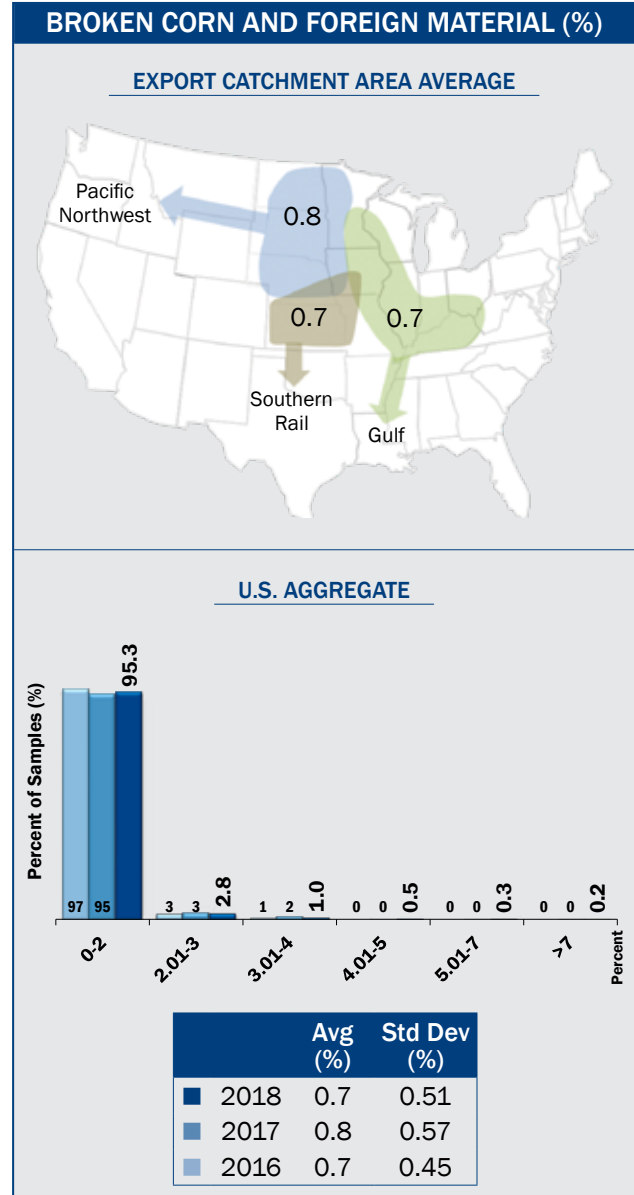 BROKEN CORN AND FOREIGN MATERIAL (%)
EXPORT CATCHMENT AREA AVERAGE
Pacific
Northwest
0.8
0.7
0.7
Southern
Rail
Gulf
U.S. AGGREGATE
Percent of Samples (%)
97 95 95.3
3 3 2.8
1 2 1.0
0 0 0.5
0 0 0.3
0 0 0.2
0-2 2.01-3 3.01-4 4.01-5 5.01-7 >7
Percent
Avg Std Dev
(%) (%)
2018 0.7 0.51
2017 0.8 0.57
2016 0.7 0.45